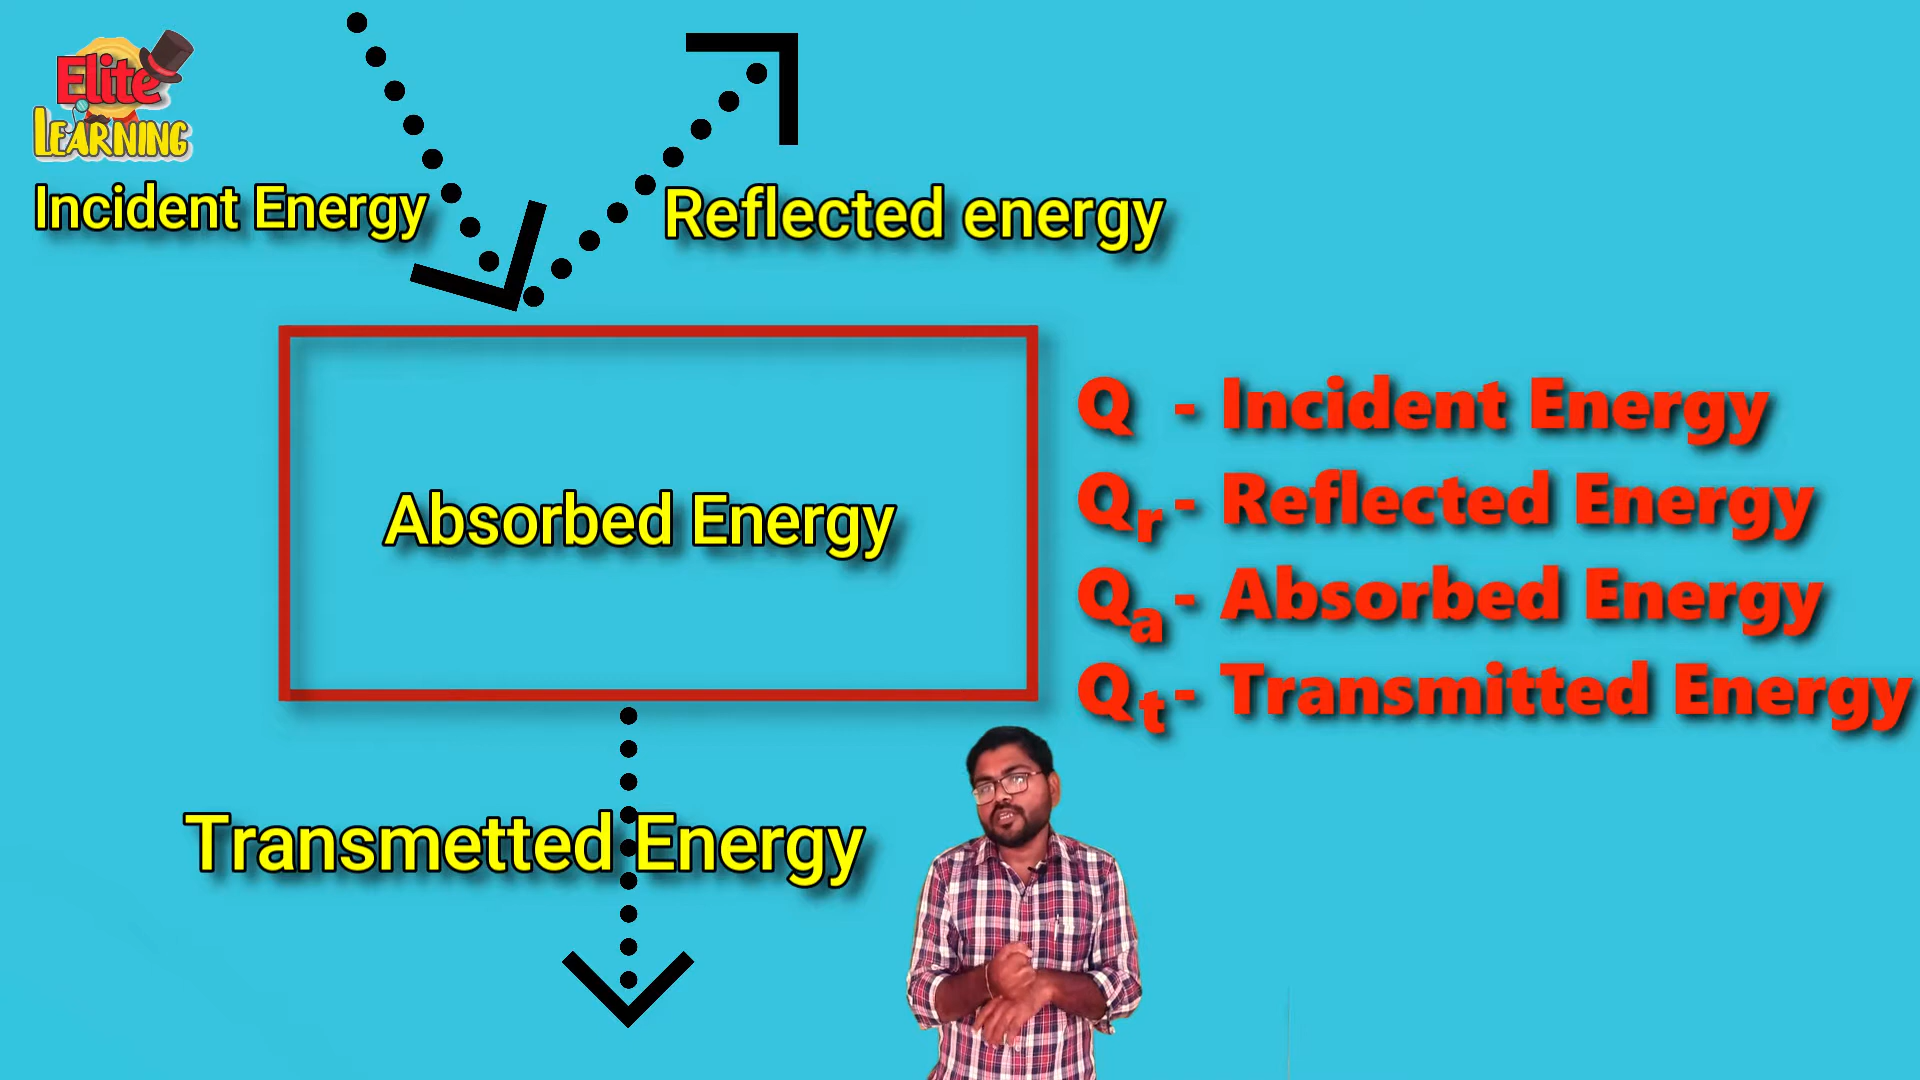 Elite
LEARNING
Incident Energy
Reflected energy
Absorbed Energy
Transmetted Energy
Q - Incident Energy
Qr - Reflected Energy
Qa - Absorbed Energy
Qt - Transmitted Energy